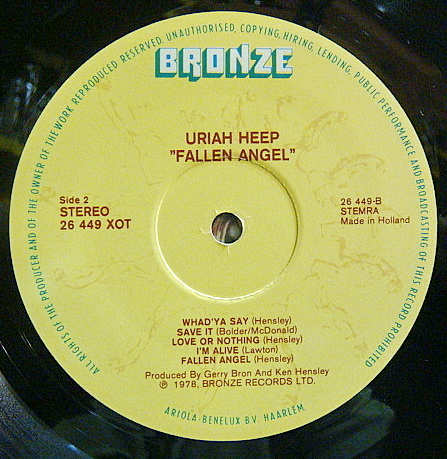 ALL RIGHTS OF THE PRODUCER AND OF THE OWNER OF THE WORK REPRODUCED RESERVED. UNAUTHORISED, COPYING, HIRING, LENDING, PUBLIC PERFORMANCE AND BROADCASTING OF THIS RECORD PROHIBITED
BRONZE
URIAH HEEP
"FALLEN ANGEL"
Side 2
STEREO
26 449 XOT
26 449-B
STEMRA
Made in Holland
WHAD'YA SAY (Hensley)
SAVE IT (Bolder/McDonald)
LOVE OR NOTHING (Hensley)
I'M ALIVE (Lawton)
FALLEN ANGEL (Hensley)
Produced by Gerry Bron And Ken Hensley
℗ 1978, BRONZE RECORDS LTD.
ARIOLA-BENELUX BV. HAARLEM